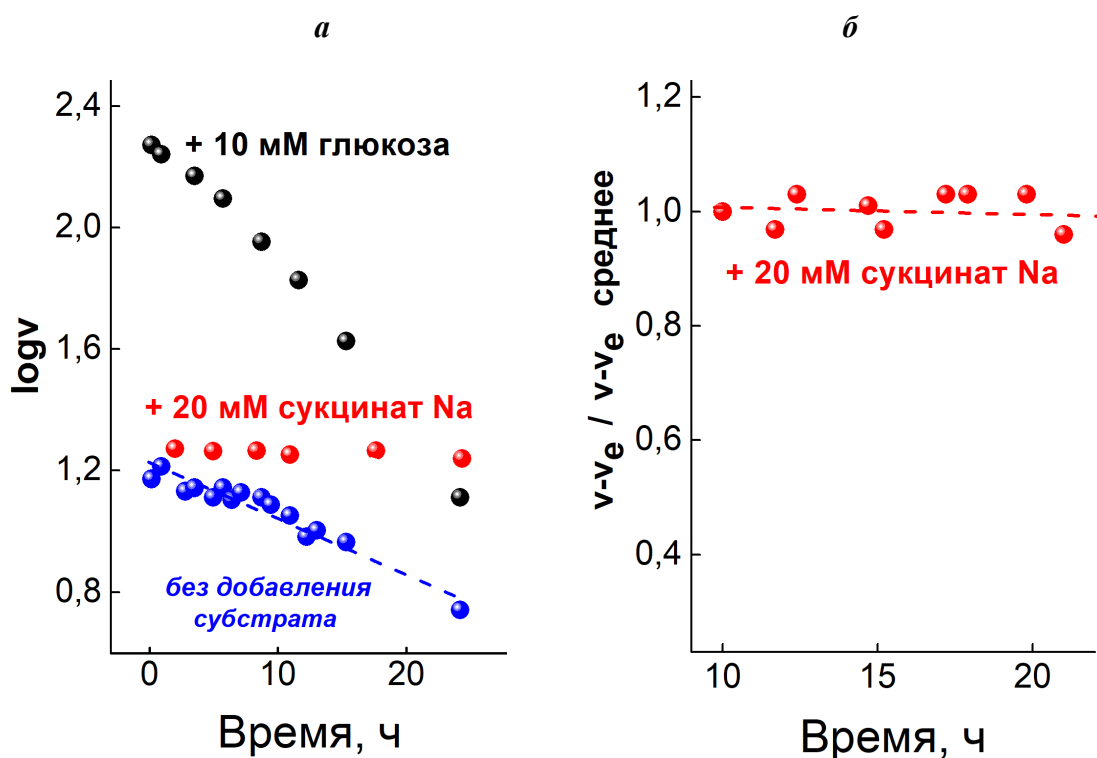 а
2,4
2,0
1,6
1,2
0,8
logv
+ 10 мМ глюкоза
+ 20 мМ сукцинат Na
без добавления
субстрата
0
10
20
Время, ч
б
1,2
1,0
0,8
0,6
0,4
v-ve / v-ve среднее
+ 20 мМ сукцинат Na
10
15
20
Время, ч